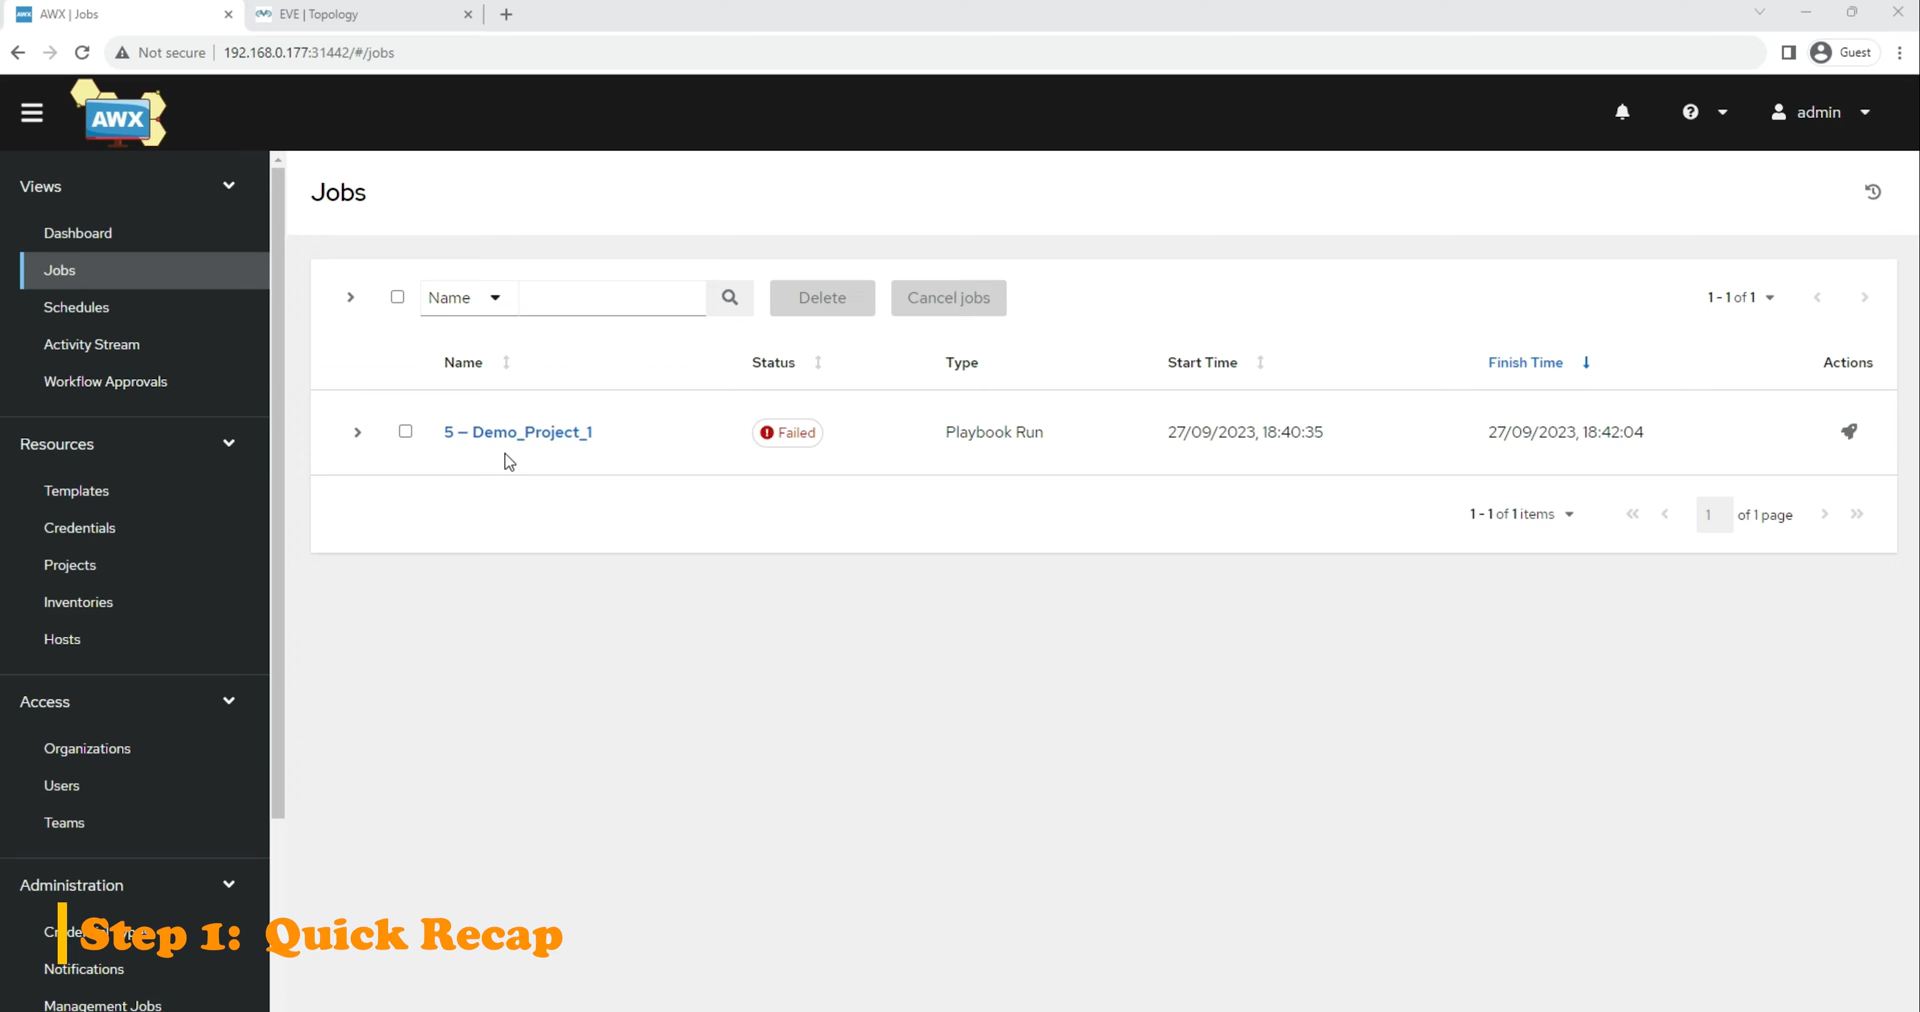 AWX | Jobs
EVE | Topology
Not secure
192.168.0.177:31442/#/jobs
Guest
AWX
admin
Views
Dashboard
Jobs
Schedules
Activity Stream
Workflow Approvals
Resources
Templates
Credentials
Projects
Inventories
Hosts
Access
Organizations
Users
Teams
Administration
Notifications
Management Jobs
Jobs
Name
Delete
Cancel jobs
1 - 1 of 1
Name Status Type Start Time Finish Time Actions
5 — Demo_Project_1 Failed Playbook Run 27/09/2023, 18:40:35 27/09/2023, 18:42:04
1 - 1 of 1 items
1 of 1 page
Step 1: Quick Recap